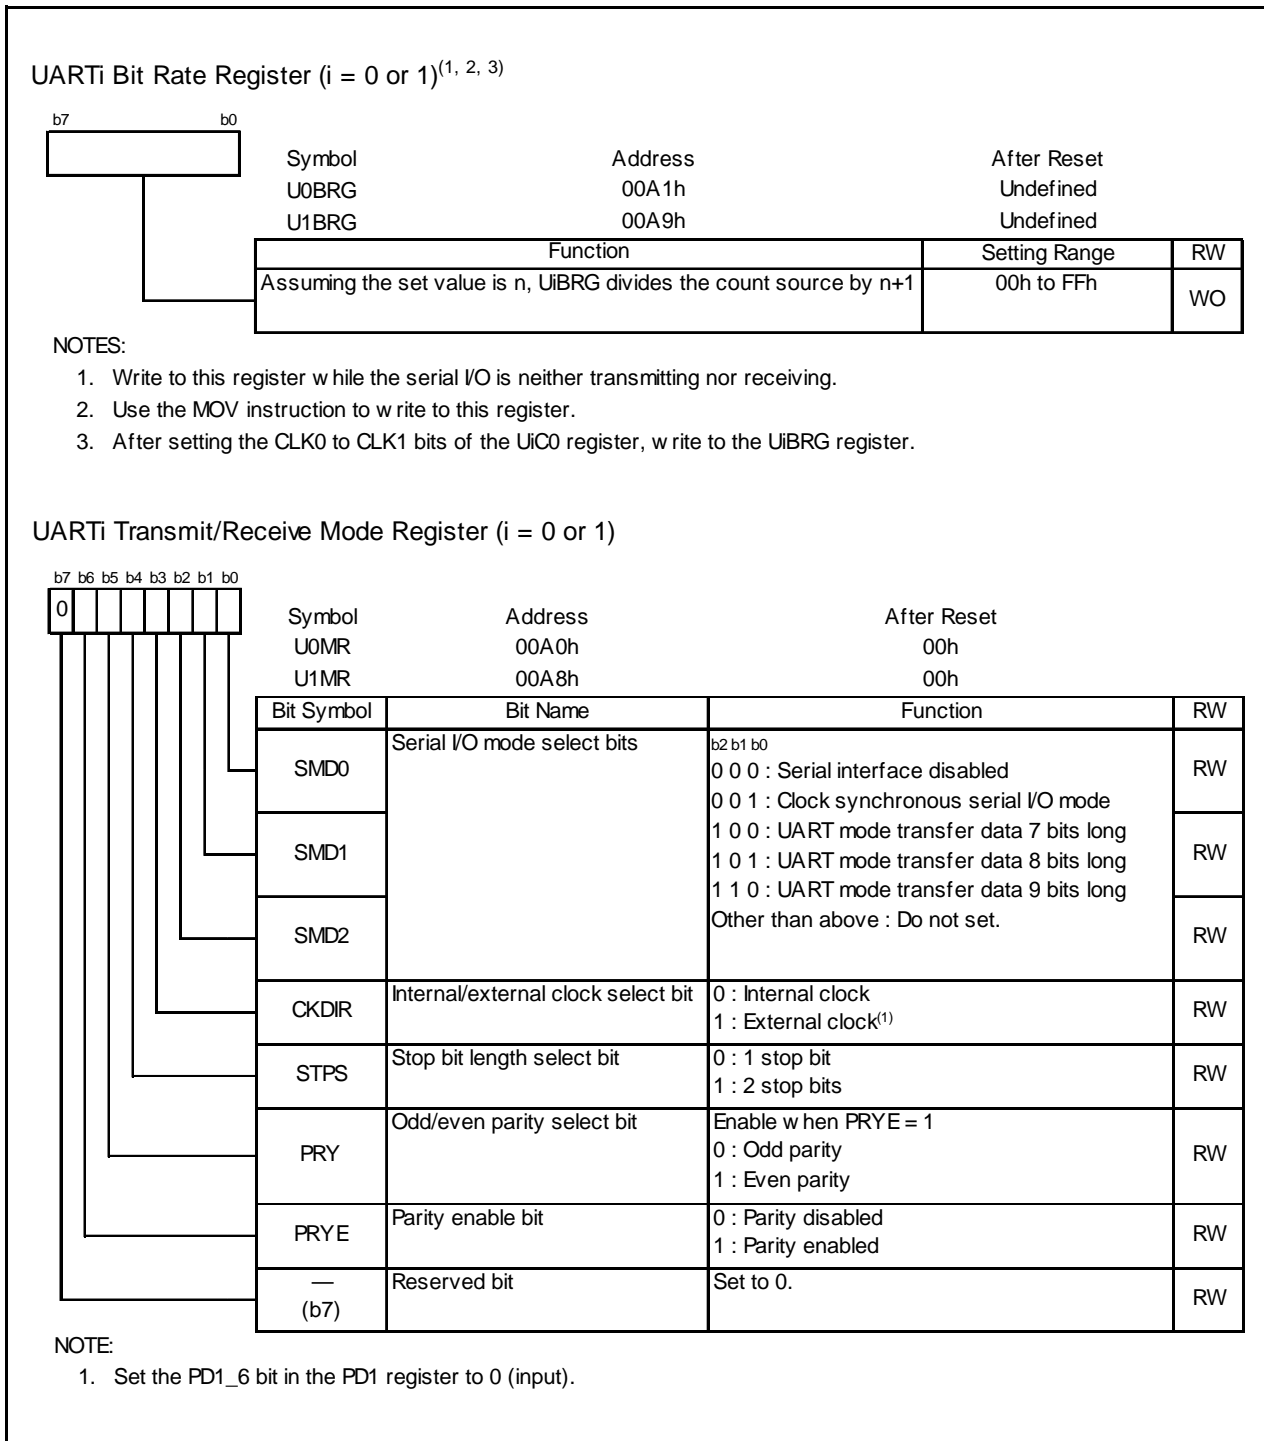 UARTi Bit Rate Register (i = 0 or 1)(1, 2, 3)
b7 b0
Symbol Address After Reset
U0BRG 00A1h Undefined
U1BRG 00A9h Undefined
Function Setting Range RW
Assuming the set value is n, UiBRG divides the count source by n+1 00h to FFh WO
NOTES:
1. Write to this register while the serial I/O is neither transmitting nor receiving.
2. Use the MOV instruction to write to this register.
3. After setting the CLK0 to CLK1 bits of the UiC0 register, write to the UiBRG register.
UARTi Transmit/Receive Mode Register (i = 0 or 1)
b7 b6 b5 b4 b3 b2 b1 b0
0
Symbol Address After Reset
U0MR 00A0h 00h
U1MR 00A8h 00h
Bit Symbol Bit Name Function RW
SMD0 Serial I/O mode select bits b2 b1 b0 RW
0 0 0 : Serial interface disabled
0 0 1 : Clock synchronous serial I/O mode
SMD1 1 0 0 : UART mode transfer data 7 bits long RW
1 0 1 : UART mode transfer data 8 bits long
1 1 0 : UART mode transfer data 9 bits long
SMD2 Other than above : Do not set. RW
CKDIR Internal/external clock select bit 0 : Internal clock RW
1 : External clock(1)
STPS Stop bit length select bit 0 : 1 stop bit RW
1 : 2 stop bits
PRY Odd/even parity select bit Enable when PRYE = 1 RW
0 : Odd parity
1 : Even parity
PRYE Parity enable bit 0 : Parity disabled RW
1 : Parity enabled
— Reserved bit Set to 0. RW
(b7)
NOTE:
1. Set the PD1_6 bit in the PD1 register to 0 (input).